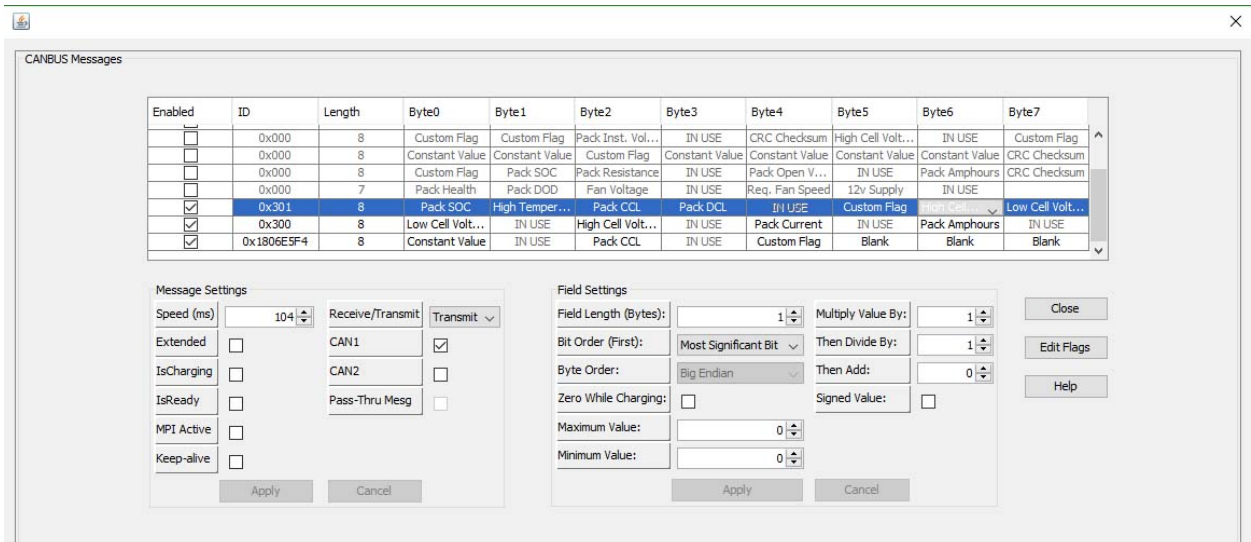 CANBUS Messages
Enabled ID Length Byte0 Byte1 Byte2 Byte3 Byte4 Byte5 Byte6 Byte7
0x000 8 Custom Flag Custom Flag Pack Inst. Vol... IN USE CRC Checksum High Cell Volt... IN USE Custom Flag
0x000 8 Constant Value Constant Value Custom Flag Constant Value Constant Value Constant Value Constant Value CRC Checksum
0x000 8 Custom Flag Pack SOC Pack Resistance IN USE Pack Open V... IN USE Pack Amphours CRC Checksum
0x000 7 Pack Health Pack DOD Fan Voltage IN USE Req. Fan Speed 12v Supply IN USE
0x301 8 Pack SOC High Temper... Pack CCL Pack DCL IN USE Custom Flag High Cell... Low Cell Volt...
0x300 8 Low Cell Volt... IN USE High Cell Volt... IN USE Pack Current IN USE Pack Amphours IN USE
0x1806E5F4 8 Constant Value IN USE Pack CCL IN USE Custom Flag Blank Blank Blank
Message Settings
Speed (ms) 104 Receive/Transmit Transmit
Extended CAN1
IsCharging CAN2
IsReady Pass-Thru Mesg
MPI Active
Keep-alive
Apply Cancel
Field Settings
Field Length (Bytes): 1 Multiply Value By: 1
Bit Order (First): Most Significant Bit Then Divide By: 1
Byte Order: Big Endian Then Add: 0
Zero While Charging: Signed Value:
Maximum Value: 0
Minimum Value: 0
Apply Cancel
Close
Edit Flags
Help